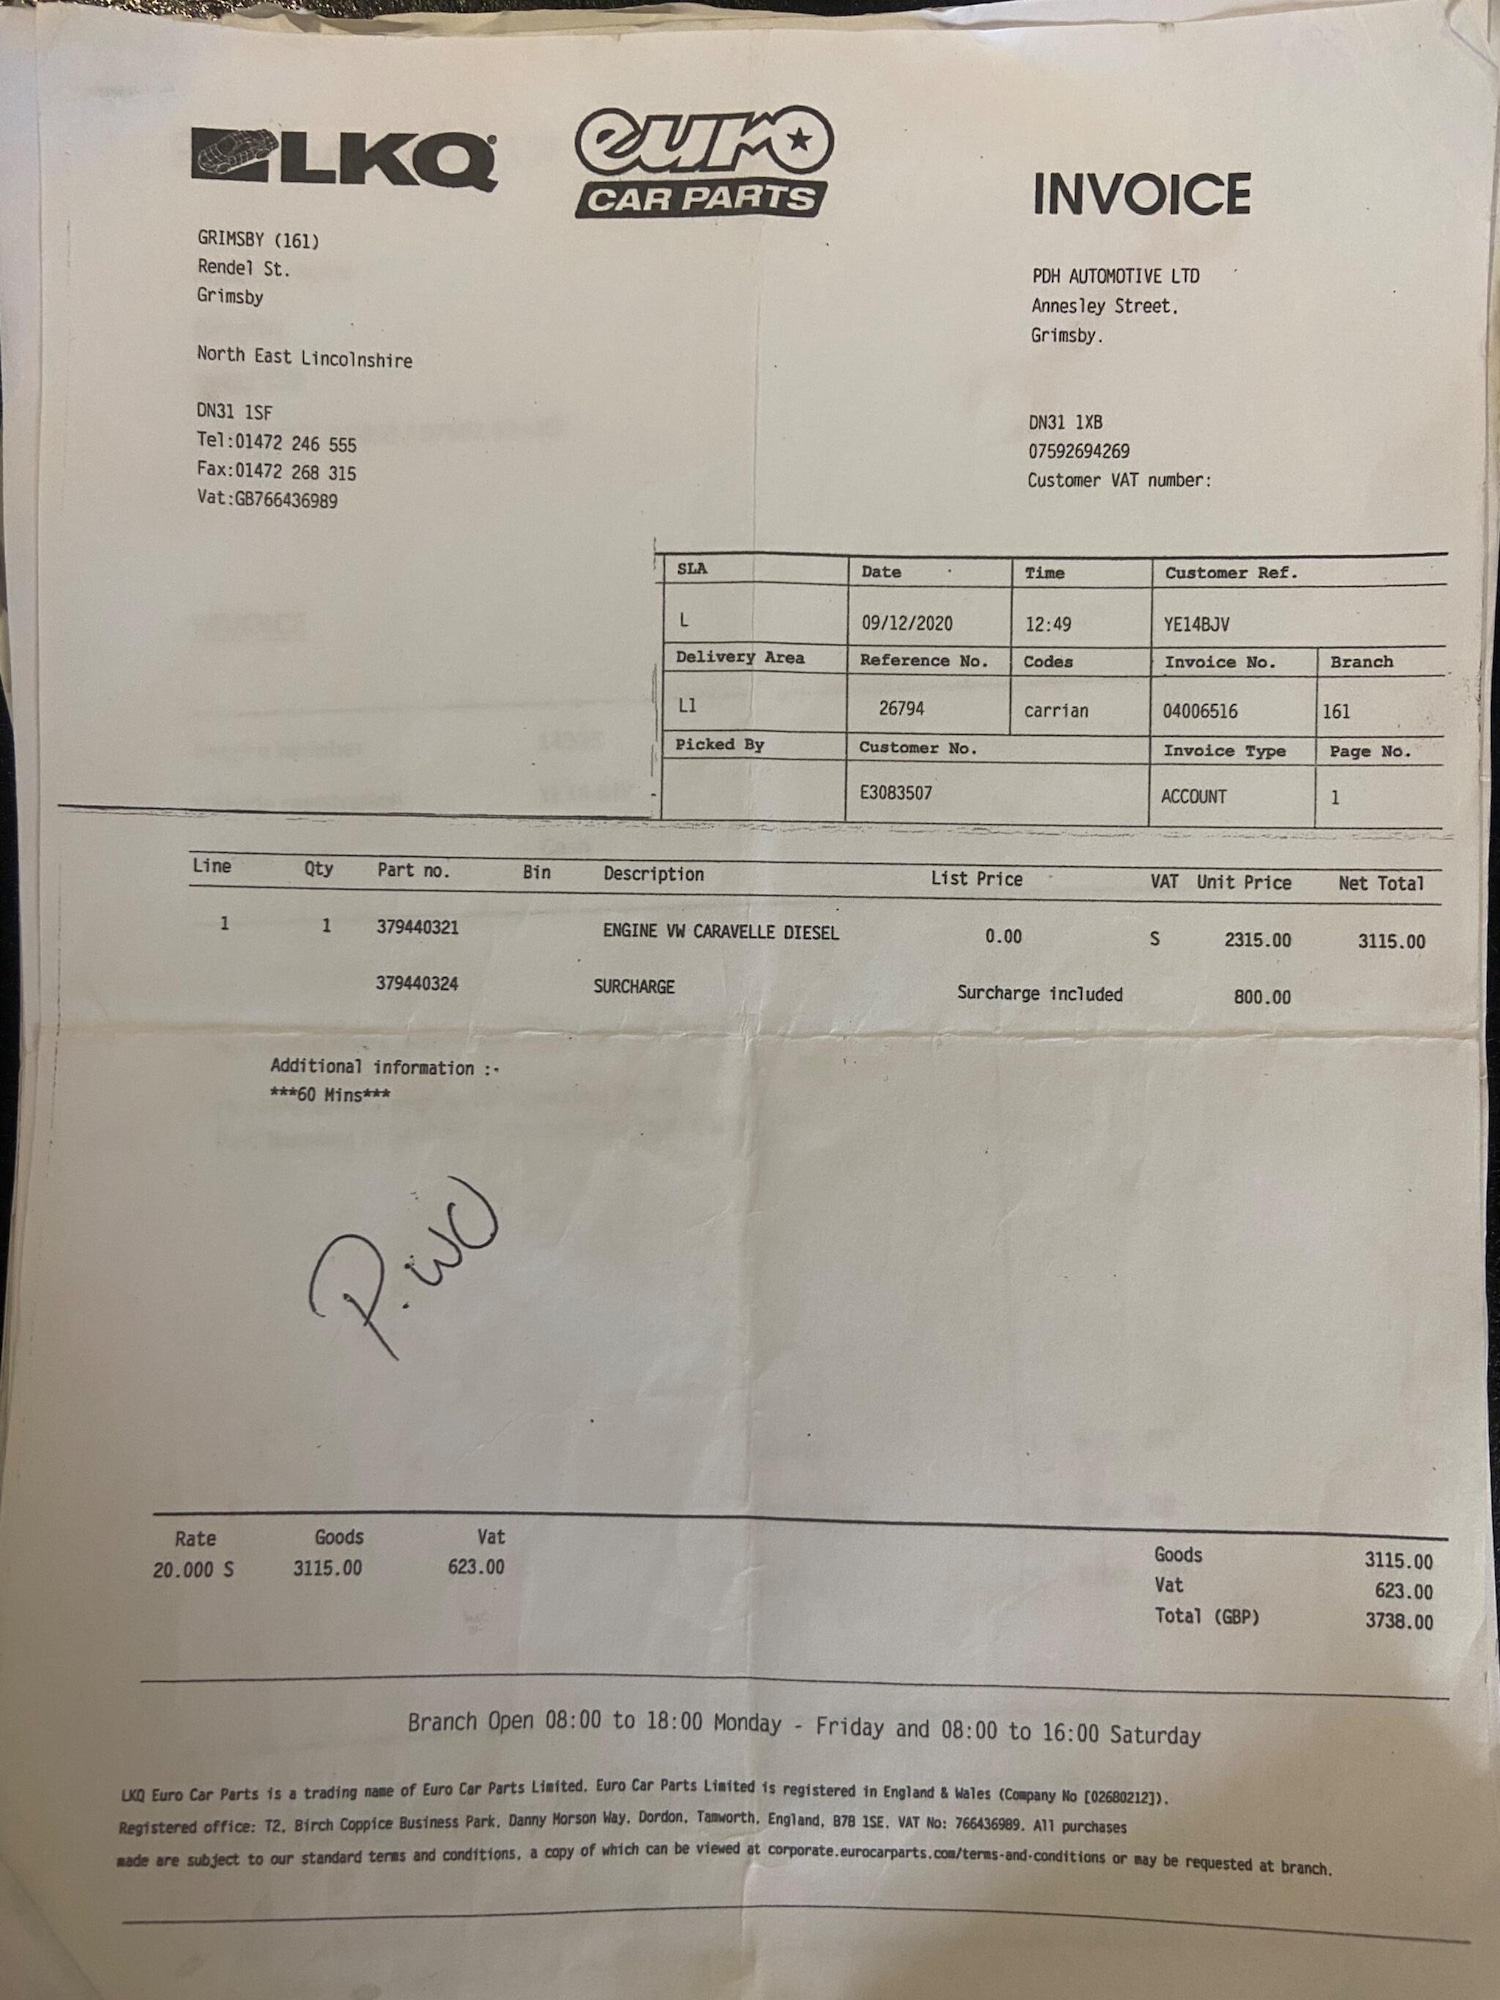 LKQ
euro
CAR PARTS
INVOICE
GRIMSBY (161)
Rendel St.
Grimsby
North East Lincolnshire
DN31 1SF
Tel:01472 246 555
Fax:01472 268 315
Vat:GB766436989
PDH AUTOMOTIVE LTD
Annesley Street.
Grimsby.
DN31 1XB
07592694269
Customer VAT number:
SLA Date Time Customer Ref.
L 09/12/2020 12:49 YE14BJV
Delivery Area Reference No. Codes Invoice No. Branch
L1 26794 carrian 04006516 161
Picked By Customer No. Invoice Type Page No.
E3083507 ACCOUNT 1
Line Qty Part no. Bin Description List Price VAT Unit Price Net Total
1 1 379440321 ENGINE VW CARAVELLE DIESEL 0.00 S 2315.00 3115.00
379440324 SURCHARGE Surcharge included 800.00
Additional information :-
***60 Mins***
Rate Goods Vat
20.000 S 3115.00 623.00
Goods 3115.00
Vat 623.00
Total (GBP) 3738.00
Branch Open 08:00 to 18:00 Monday - Friday and 08:00 to 16:00 Saturday
LKQ Euro Car Parts is a trading name of Euro Car Parts Limited. Euro Car Parts Limited is registered in England & Wales (Company No [02680212]).
Registered office: T2, Birch Coppice Business Park, Danny Morson Way, Dordon, Tamworth, England, B78 1SE. VAT No: 766436989. All purchases
made are subject to our standard terms and conditions, a copy of which can be viewed at corporate.eurocarparts.com/terms-and-conditions or may be requested at branch.